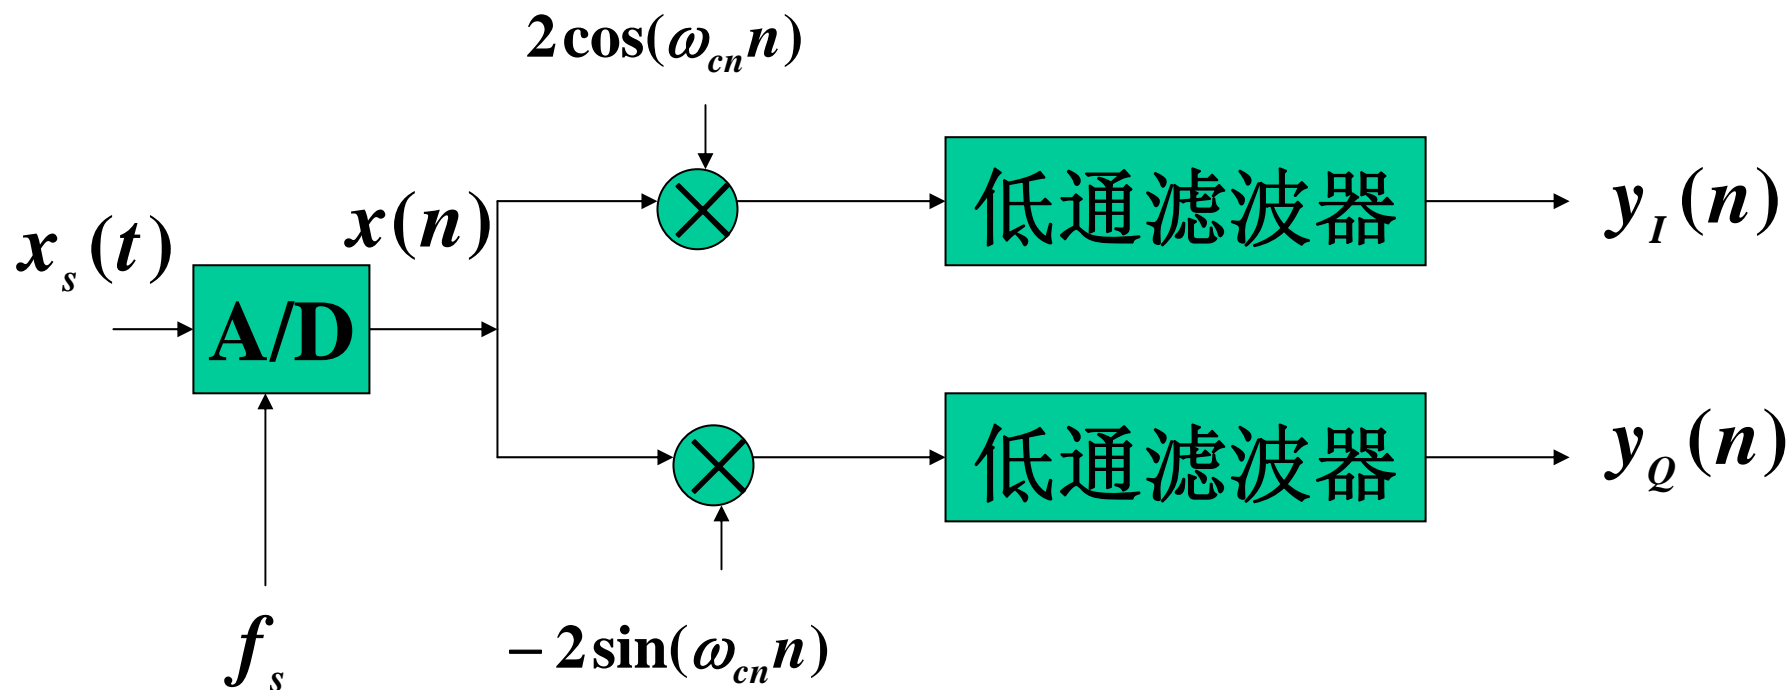 2cos(ω_cn n)
x_s(t)
x(n)
A/D
低通滤波器
y_I(n)
低通滤波器
y_Q(n)
f_s
−2sin(ω_cn n)